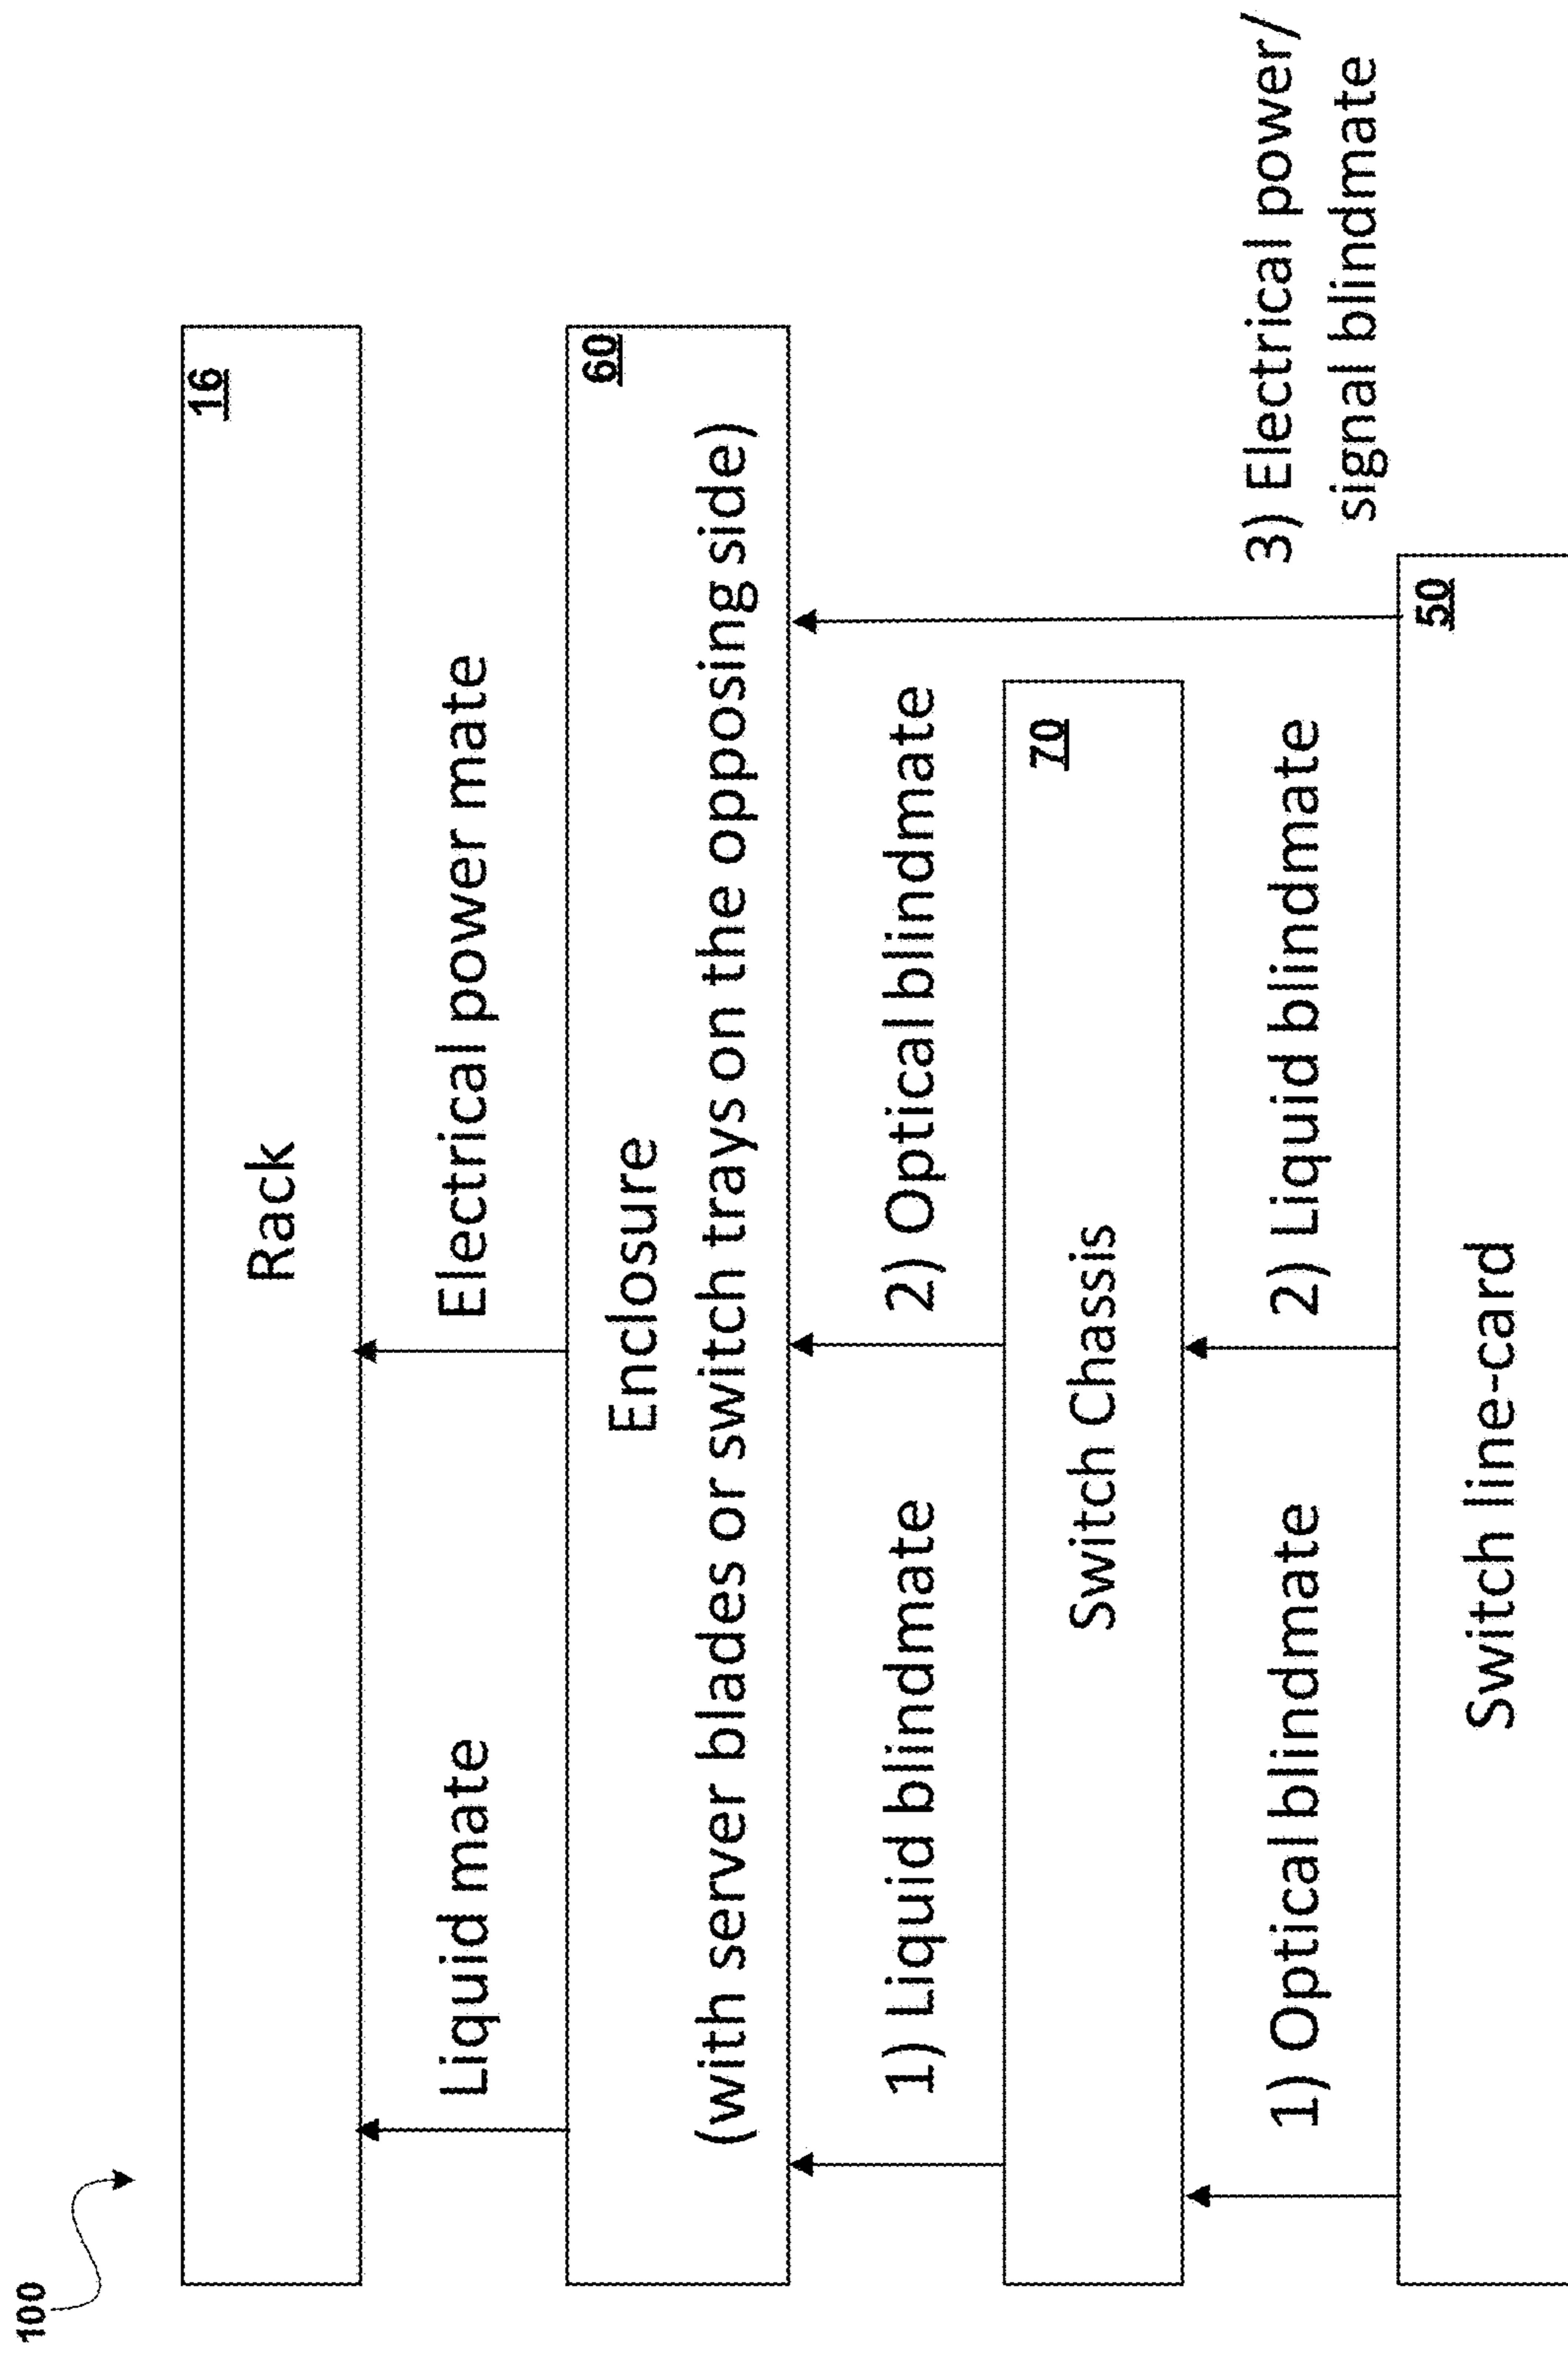 100
Rack
16
Liquid mate
Electrical power mate
60
Enclosure
(with server blades or switch trays on the opposing side)
1) Liquid blindmate
2) Optical blindmate
Switch Chassis
70
1) Optical blindmate
2) Liquid blindmate
3) Electrical power/
signal blindmate
50
Switch line-card